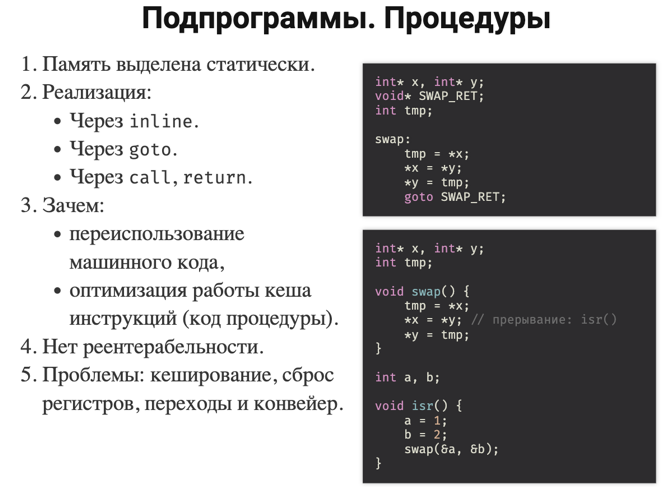 Подпрограммы. Процедуры
1. Память выделена статически.
2. Реализация:
• Через inline.
• Через goto.
• Через call, return.
3. Зачем:
• переиспользование
машинного кода,
• оптимизация работы кеша
инструкций (код процедуры).
4. Нет реентерабельности.
5. Проблемы: кеширование, сброс
регистров, переходы и конвейер.
int* x, int* y;
void* SWAP_RET;
int tmp;
swap:
    tmp = *x;
    *x = *y;
    *y = tmp;
    goto SWAP_RET;
int* x, int* y;
int tmp;
void swap() {
    tmp = *x;
    *x = *y; // прерывание: isr()
    *y = tmp;
}
int a, b;
void isr() {
    a = 1;
    b = 2;
    swap(&a, &b);
}